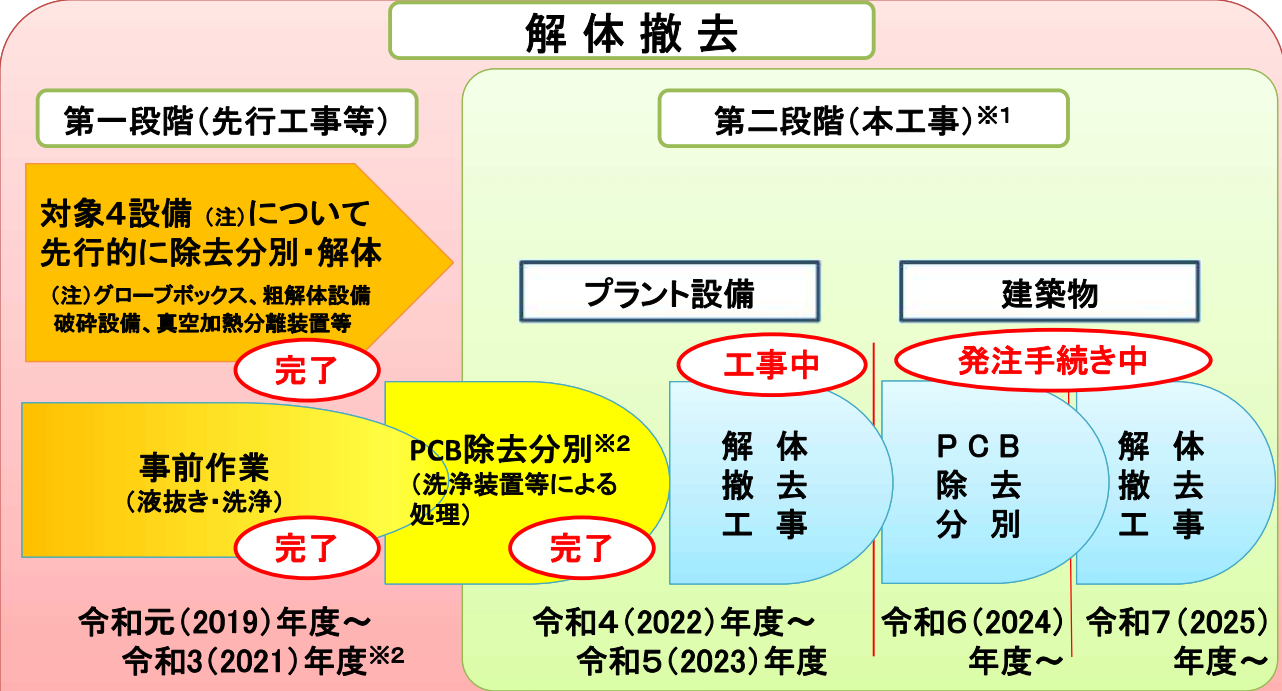 解体撤去
第一段階（先行工事等）
第二段階（本工事）※1
対象４設備（注）について
先行的に除去分別・解体
（注）グローブボックス、粗解体設備
破砕設備、真空加熱分離装置等
完了
プラント設備
建築物
工事中
発注手続き中
事前作業
（液抜き・洗浄）
完了
PCB除去分別※2
（洗浄装置等による
処理）
完了
解体
撤去
工事
ＰＣＢ
除去
分別
解体
撤去
工事
令和元（2019）年度～
令和3（2021）年度※2
令和４（2022）年度～
令和５（2023）年度
令和６（2024）
年度～
令和７（2025）
年度～